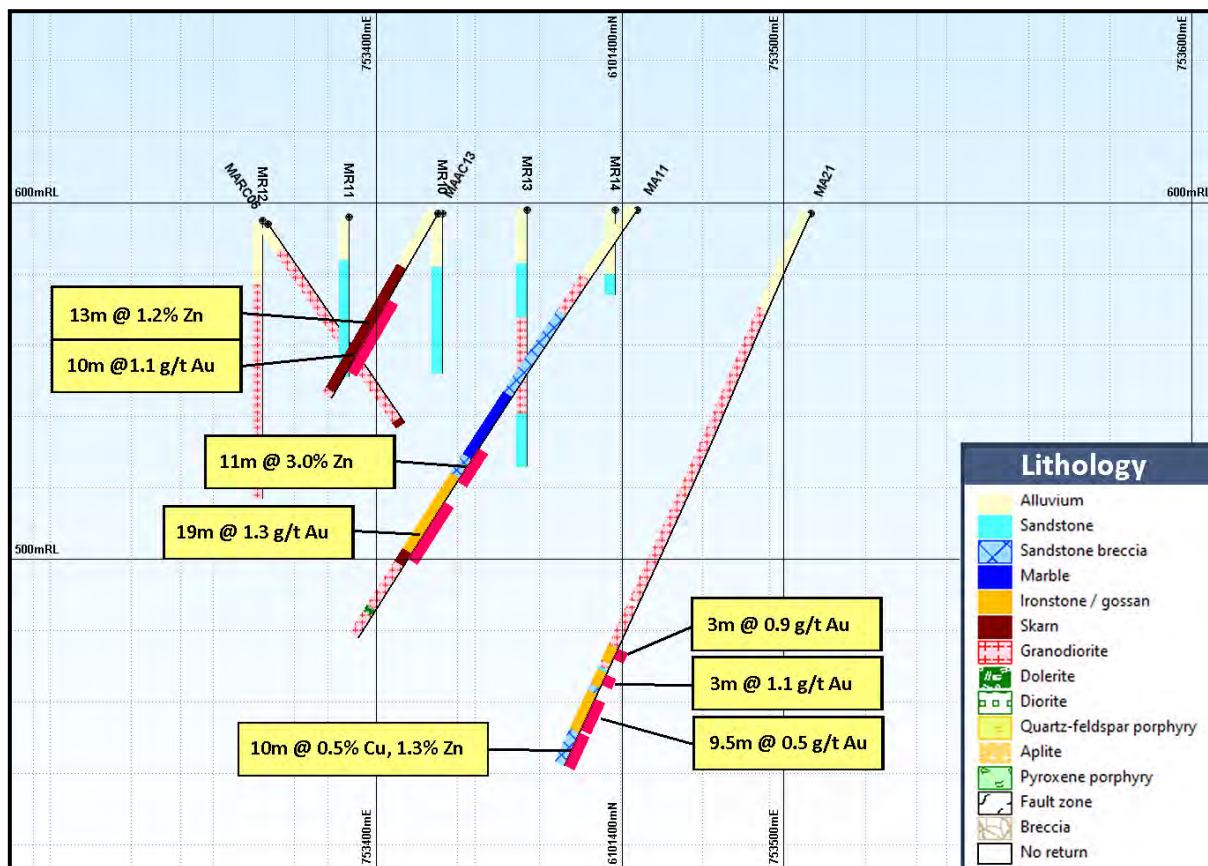 753400mE
6101400mN
753500mE
753600mE
MARC06
MR12
MR11
MR10
MAAC13
MR13
MR14
MA11
MA21
600mRL
600mRL
13m @ 1.2% Zn
10m @1.1 g/t Au
11m @ 3.0% Zn
19m @ 1.3 g/t Au
500mRL
3m @ 0.9 g/t Au
3m @ 1.1 g/t Au
10m @ 0.5% Cu, 1.3% Zn
9.5m @ 0.5 g/t Au
Lithology
Alluvium
Sandstone
Sandstone breccia
Marble
Ironstone / gossan
Skarn
Granodiorite
Dolerite
Diorite
Quartz-feldspar porphyry
Aplite
Pyroxene porphyry
Fault zone
Breccia
No return
753400mE
6101400mN
753500mE